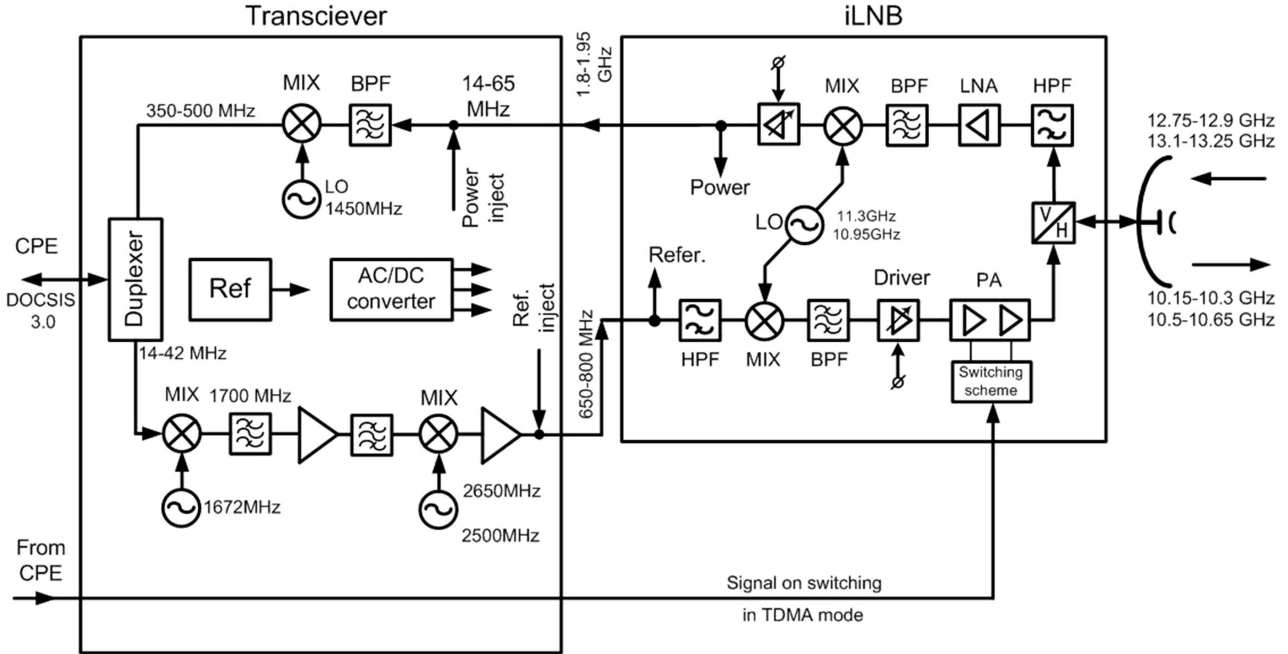 Transciever
iLNB
MIX
BPF
14-65
MHz
350-500 MHz
LO
1450MHz
Power
inject
1.8-1.95
GHz
MIX
BPF
LNA
HPF
Power
12.75-12.9 GHz
13.1-13.25 GHz
LO
11.3GHz
10.95GHz
V
H
CPE
DOCSIS
3.0
Duplexer
Ref
AC/DC
converter
Ref.
inject
Refer.
Driver
PA
10.15-10.3 GHz
10.5-10.65 GHz
650-800 MHz
HPF
MIX
BPF
Switching
scheme
14-42 MHz
MIX
1700 MHz
MIX
1672MHz
2650MHz
2500MHz
From
CPE
Signal on switching
in TDMA mode